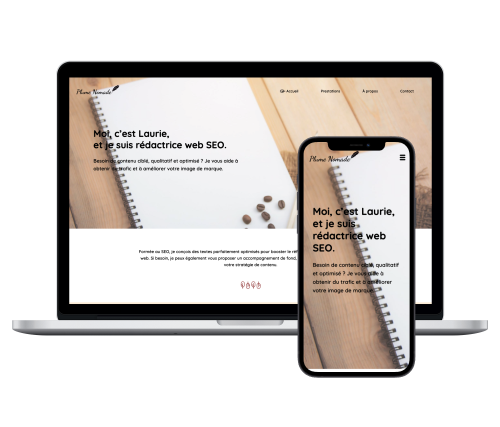 Plume Nomade
Accueil
Prestations
À propos
Contact
Moi, c'est Laurie,
et je suis rédactrice web SEO.
Besoin de contenu ciblé, qualitatif et optimisé ? Je vous aide à
obtenir du trafic et à améliorer votre image de marque.
Formée au SEO, je conçois des textes parfaitement optimisés pour booster le
web. Si besoin, je peux également vous proposer un accompagnement de fond,
votre stratégie de contenu.
Plume Nomade
Moi, c'est Laurie,
et je suis
rédactrice web
SEO.
Besoin de contenu ciblé, qualitatif
et optimisé ? Je vous aide à
obtenir du trafic et à améliorer
votre image de marque.